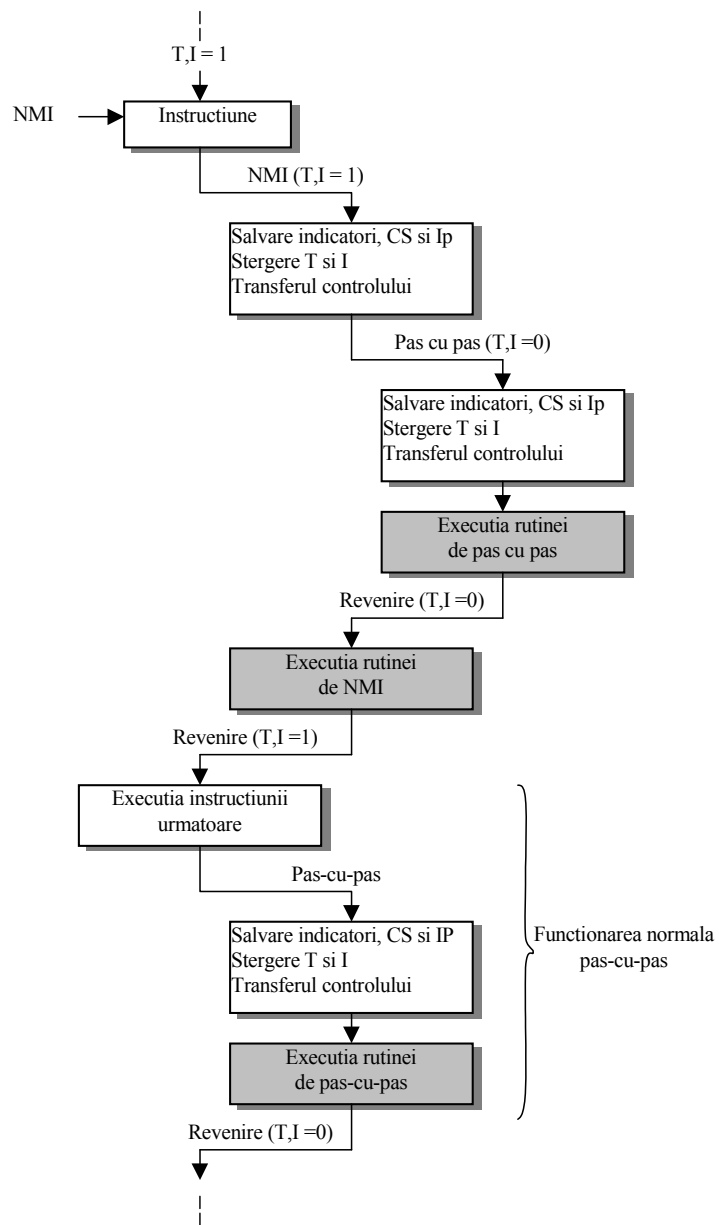 T,I = 1
NMI
Instructiune
NMI (T,I = 1)
Salvare indicatori, CS si Ip
Stergere T si I
Transferul controlului
Pas cu pas (T,I =0)
Salvare indicatori, CS si Ip
Stergere T si I
Transferul controlului
Executia rutinei
de pas cu pas
Revenire (T,I =0)
Executia rutinei
de NMI
Revenire (T,I =1)
Executia instructiunii
urmatoare
Pas-cu-pas
Salvare indicatori, CS si IP
Stergere T si I
Transferul controlului
Functionarea normala
pas-cu-pas
Executia rutinei
de pas-cu-pas
Revenire (T,I =0)